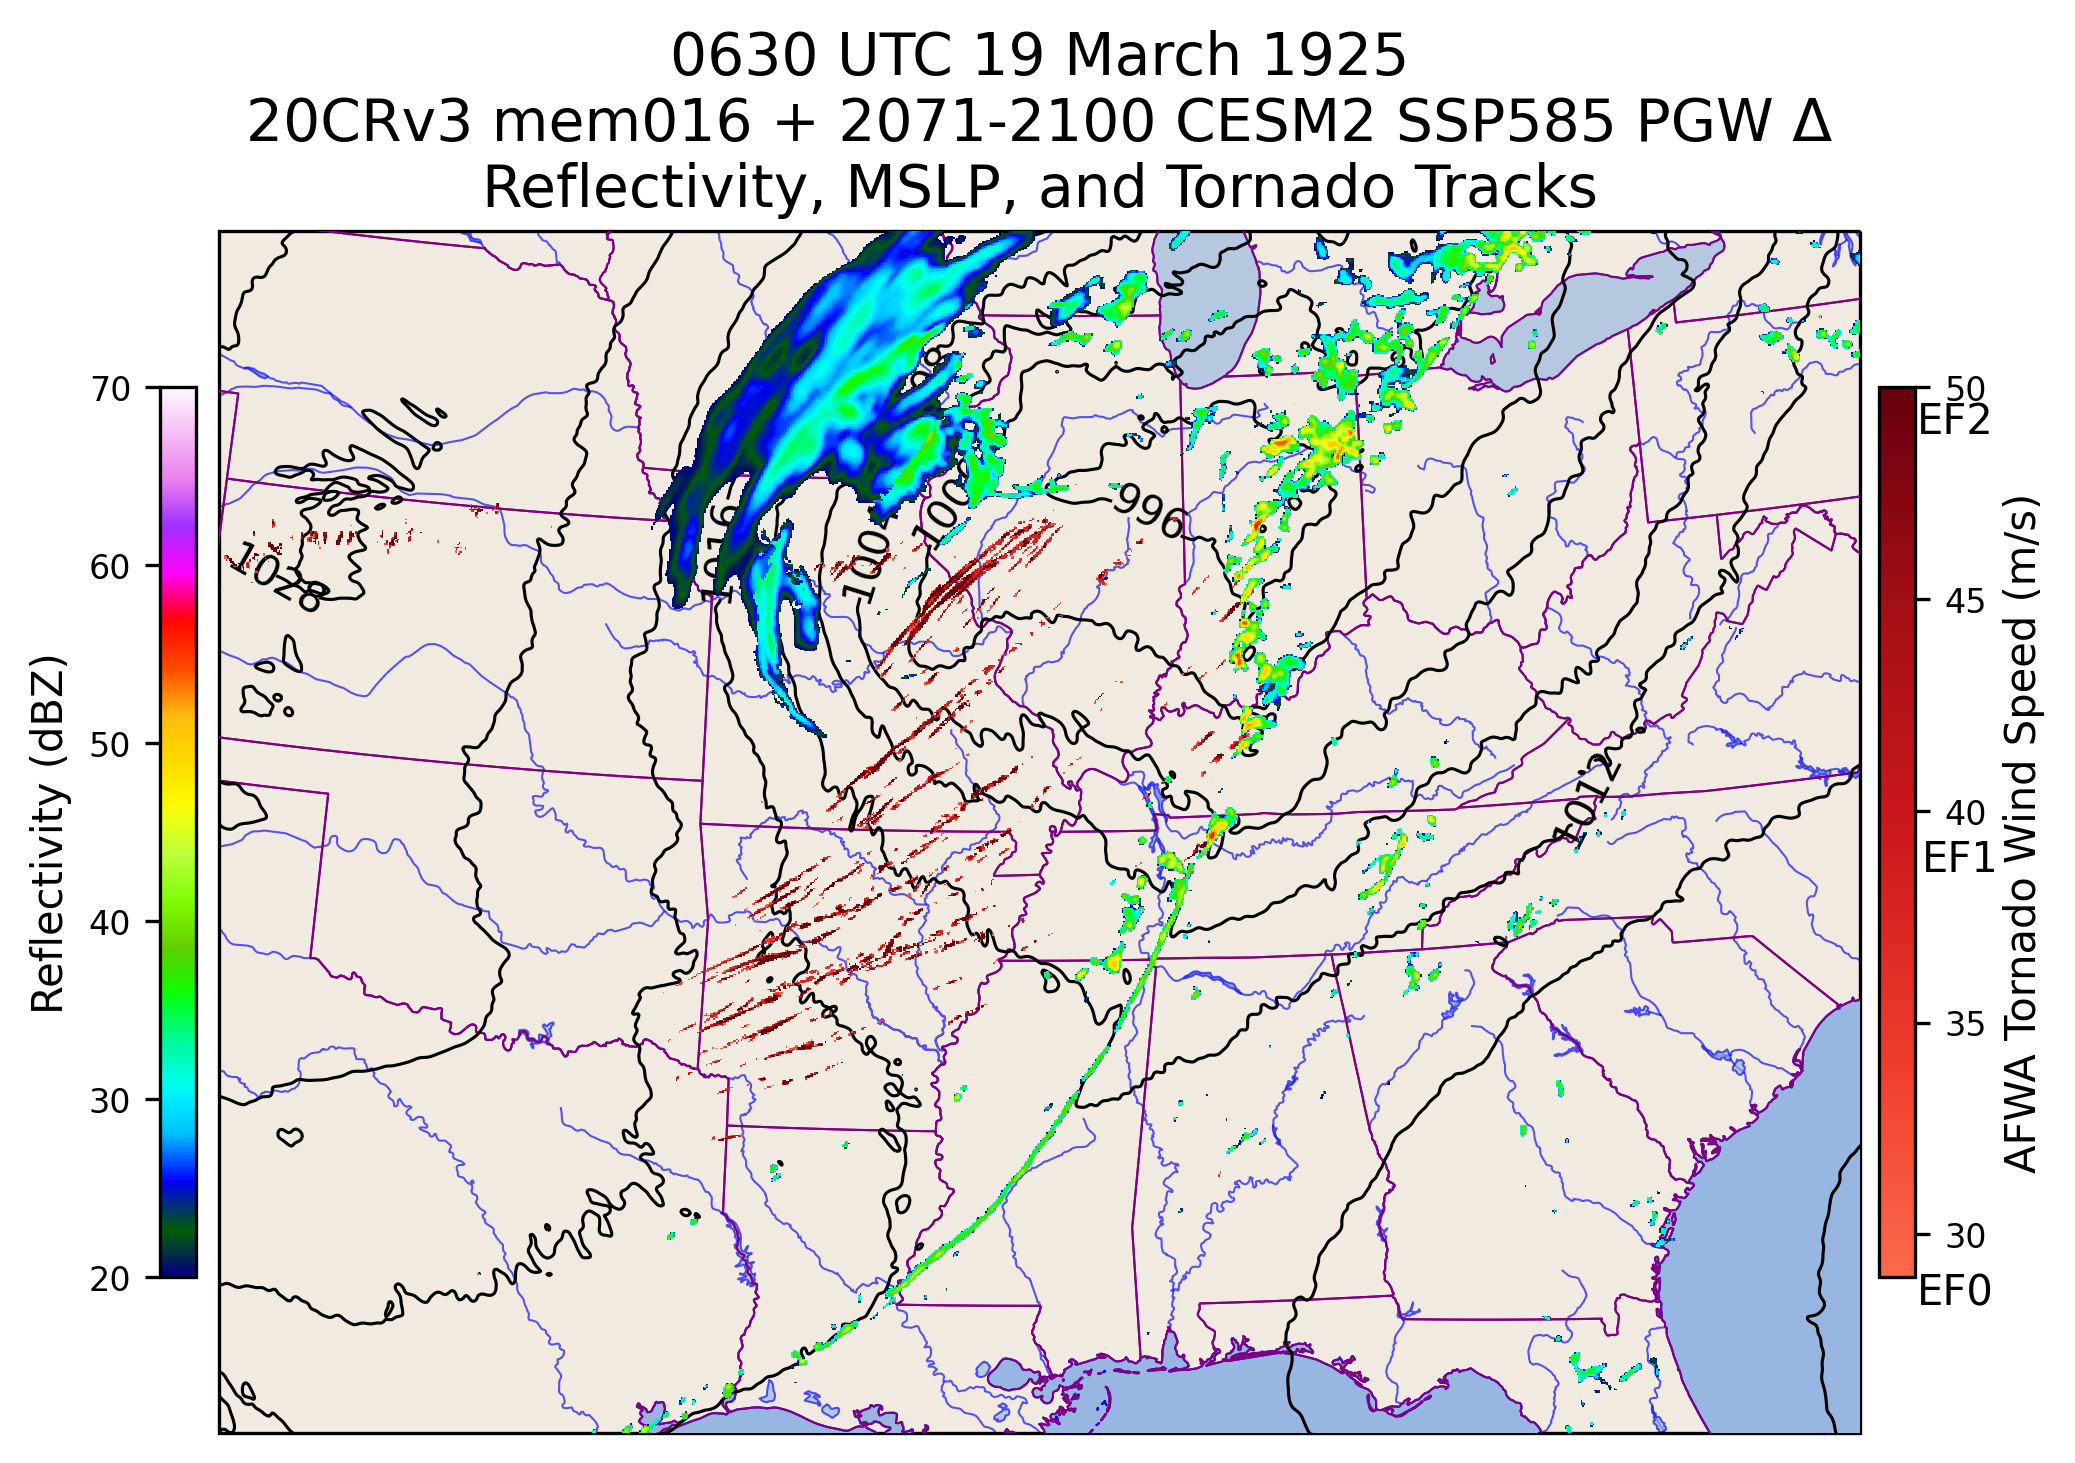 0630 UTC 19 March 1925
20CRv3 mem016 + 2071-2100 CESM2 SSP585 PGW Δ
Reflectivity, MSLP, and Tornado Tracks
70
60
50
40
30
20
Reflectivity (dBZ)
1028
1016
1004
996
1012
50
EF2
45
40
EF1
35
30
EF0
AFWA Tornado Wind Speed (m/s)